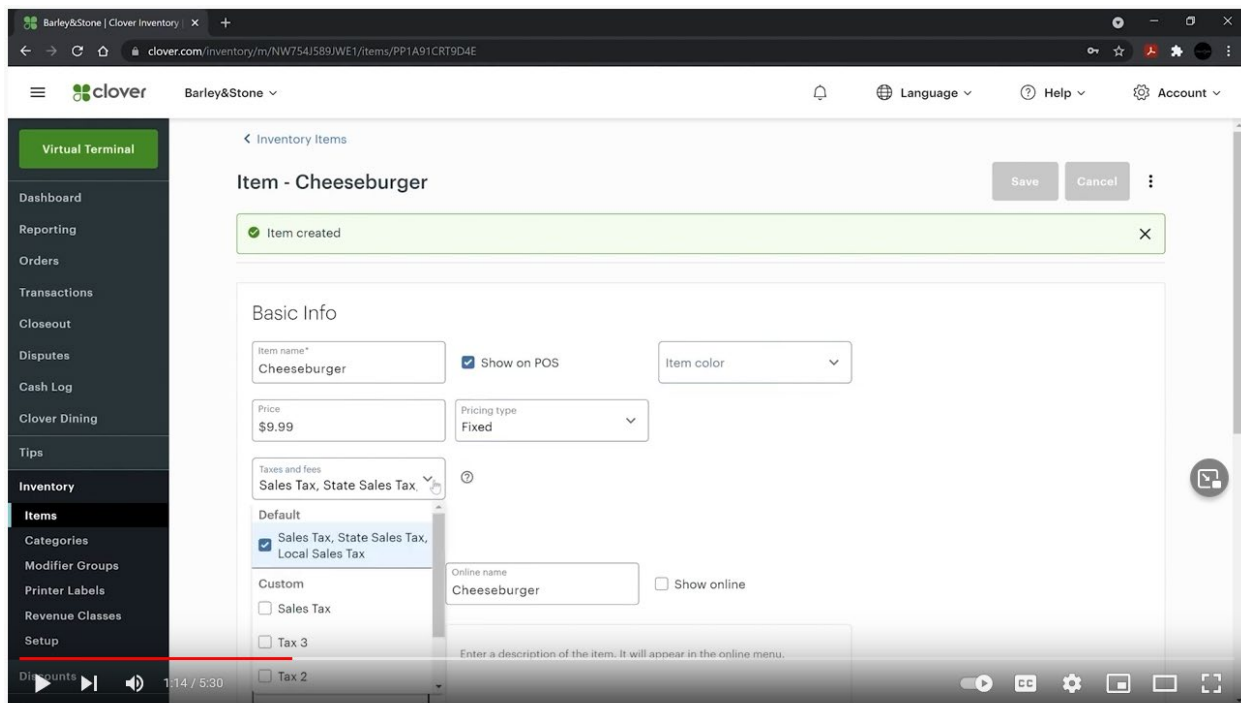 Barley&Stone | Clover Inventory |
clover.com/inventory/m/NW754J589JWE1/items/PP1A91CRT9D4E
clover
Barley&Stone
Language
Help
Account
Virtual Terminal
Dashboard
Reporting
Orders
Transactions
Closeout
Disputes
Cash Log
Clover Dining
Tips
Inventory
Items
Categories
Modifier Groups
Printer Labels
Revenue Classes
Setup
Discounts
Inventory Items
Item - Cheeseburger
Save
Cancel
Item created
Basic Info
Item name*
Cheeseburger
Show on POS
Item color
Price
$9.99
Pricing type
Fixed
Taxes and fees
Sales Tax, State Sales Tax,
Default
Sales Tax, State Sales Tax,
Local Sales Tax
Custom
Sales Tax
Tax 3
Tax 2
Online name
Cheeseburger
Show online
Enter a description of the item. It will appear in the online menu.
1:14 / 5:30
CC